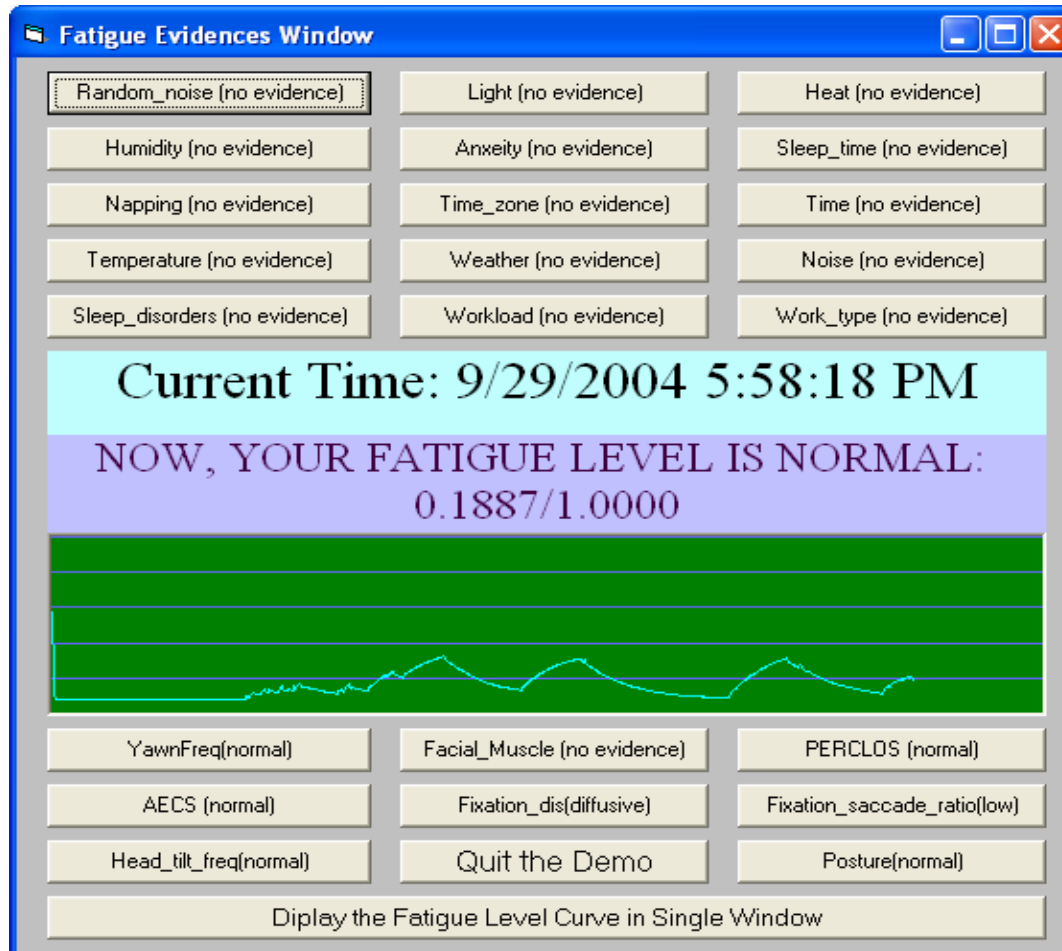 Fatigue Evidences Window
Random_noise (no evidence) Light (no evidence) Heat (no evidence)
Humidity (no evidence) Anxeity (no evidence) Sleep_time (no evidence)
Napping (no evidence) Time_zone (no evidence) Time (no evidence)
Temperature (no evidence) Weather (no evidence) Noise (no evidence)
Sleep_disorders (no evidence) Workload (no evidence) Work_type (no evidence)
Current Time: 9/29/2004 5:58:18 PM
NOW, YOUR FATIGUE LEVEL IS NORMAL:
0.1887/1.0000
YawnFreq(normal) Facial_Muscle (no evidence) PERCLOS (normal)
AECS (normal) Fixation_dis(diffusive) Fixation_saccade_ratio(low)
Head_tilt_freq(normal) Quit the Demo Posture(normal)
Diplay the Fatigue Level Curve in Single Window